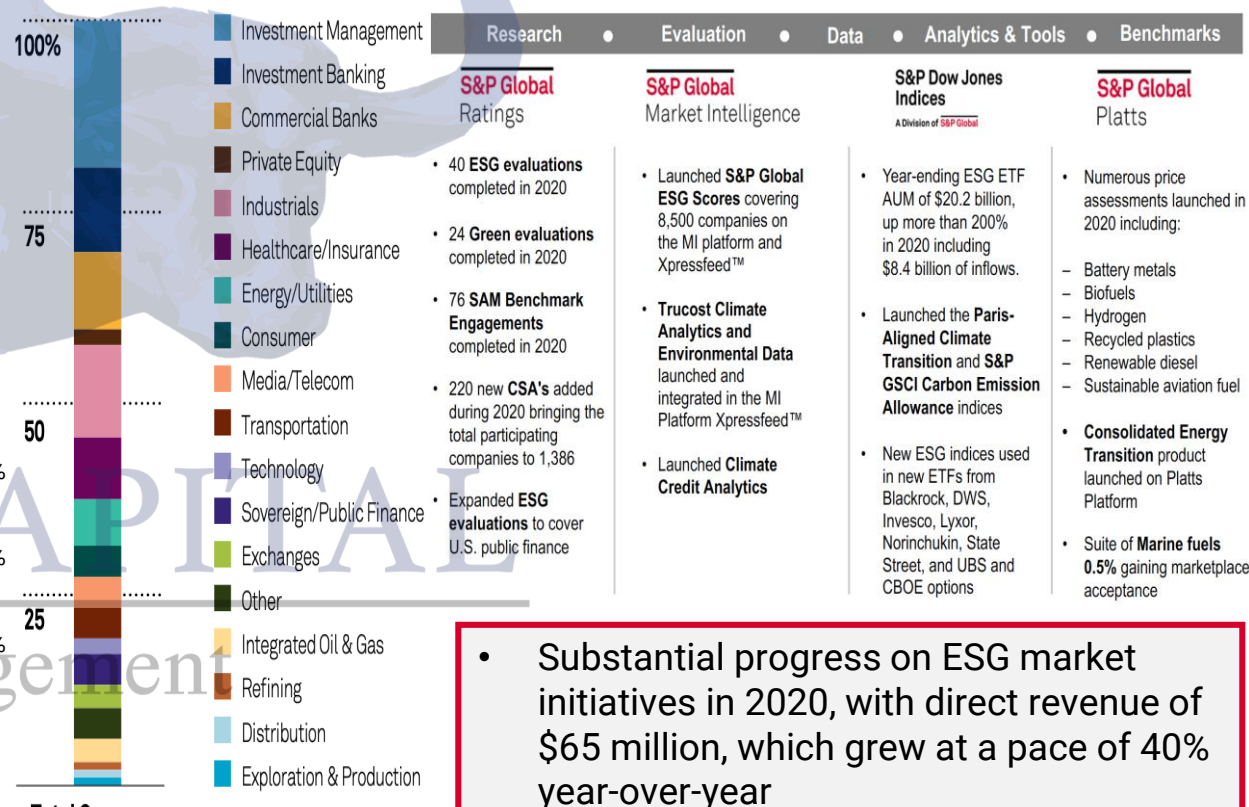 100%
75
50
25
%
%
%
Investment Management
Investment Banking
Commercial Banks
Private Equity
Industrials
Healthcare/Insurance
Energy/Utilities
Consumer
Media/Telecom
Transportation
Technology
Sovereign/Public Finance
Exchanges
Other
Integrated Oil & Gas
Refining
Distribution
Exploration & Production
APITAL
gement
Research • Evaluation • Data • Analytics & Tools • Benchmarks
S&P Global
Ratings
• 40 ESG evaluations
completed in 2020
• 24 Green evaluations
completed in 2020
• 76 SAM Benchmark
Engagements
completed in 2020
• 220 new CSA's added
during 2020 bringing the
total participating
companies to 1,386
• Expanded ESG
evaluations to cover
U.S. public finance
S&P Global
Market Intelligence
• Launched S&P Global
ESG Scores covering
8,500 companies on
the MI platform and
Xpressfeed™
• Trucost Climate
Analytics and
Environmental Data
launched and
integrated in the MI
Platform Xpressfeed™
• Launched Climate
Credit Analytics
S&P Dow Jones
Indices
A Division of S&P Global
• Year-ending ESG ETF
AUM of $20.2 billion,
up more than 200%
in 2020 including
$8.4 billion of inflows.
• Launched the Paris-
Aligned Climate
Transition and S&P
GSCI Carbon Emission
Allowance indices
• New ESG indices used
in new ETFs from
Blackrock, DWS,
Invesco, Lyxor,
Norinchukin, State
Street, and UBS and
CBOE options
S&P Global
Platts
• Numerous price
assessments launched in
2020 including:
– Battery metals
– Biofuels
– Hydrogen
– Recycled plastics
– Renewable diesel
– Sustainable aviation fuel
• Consolidated Energy
Transition product
launched on Platts
Platform
• Suite of Marine fuels
0.5% gaining marketplace
acceptance
• Substantial progress on ESG market
initiatives in 2020, with direct revenue of
$65 million, which grew at a pace of 40%
year-over-year